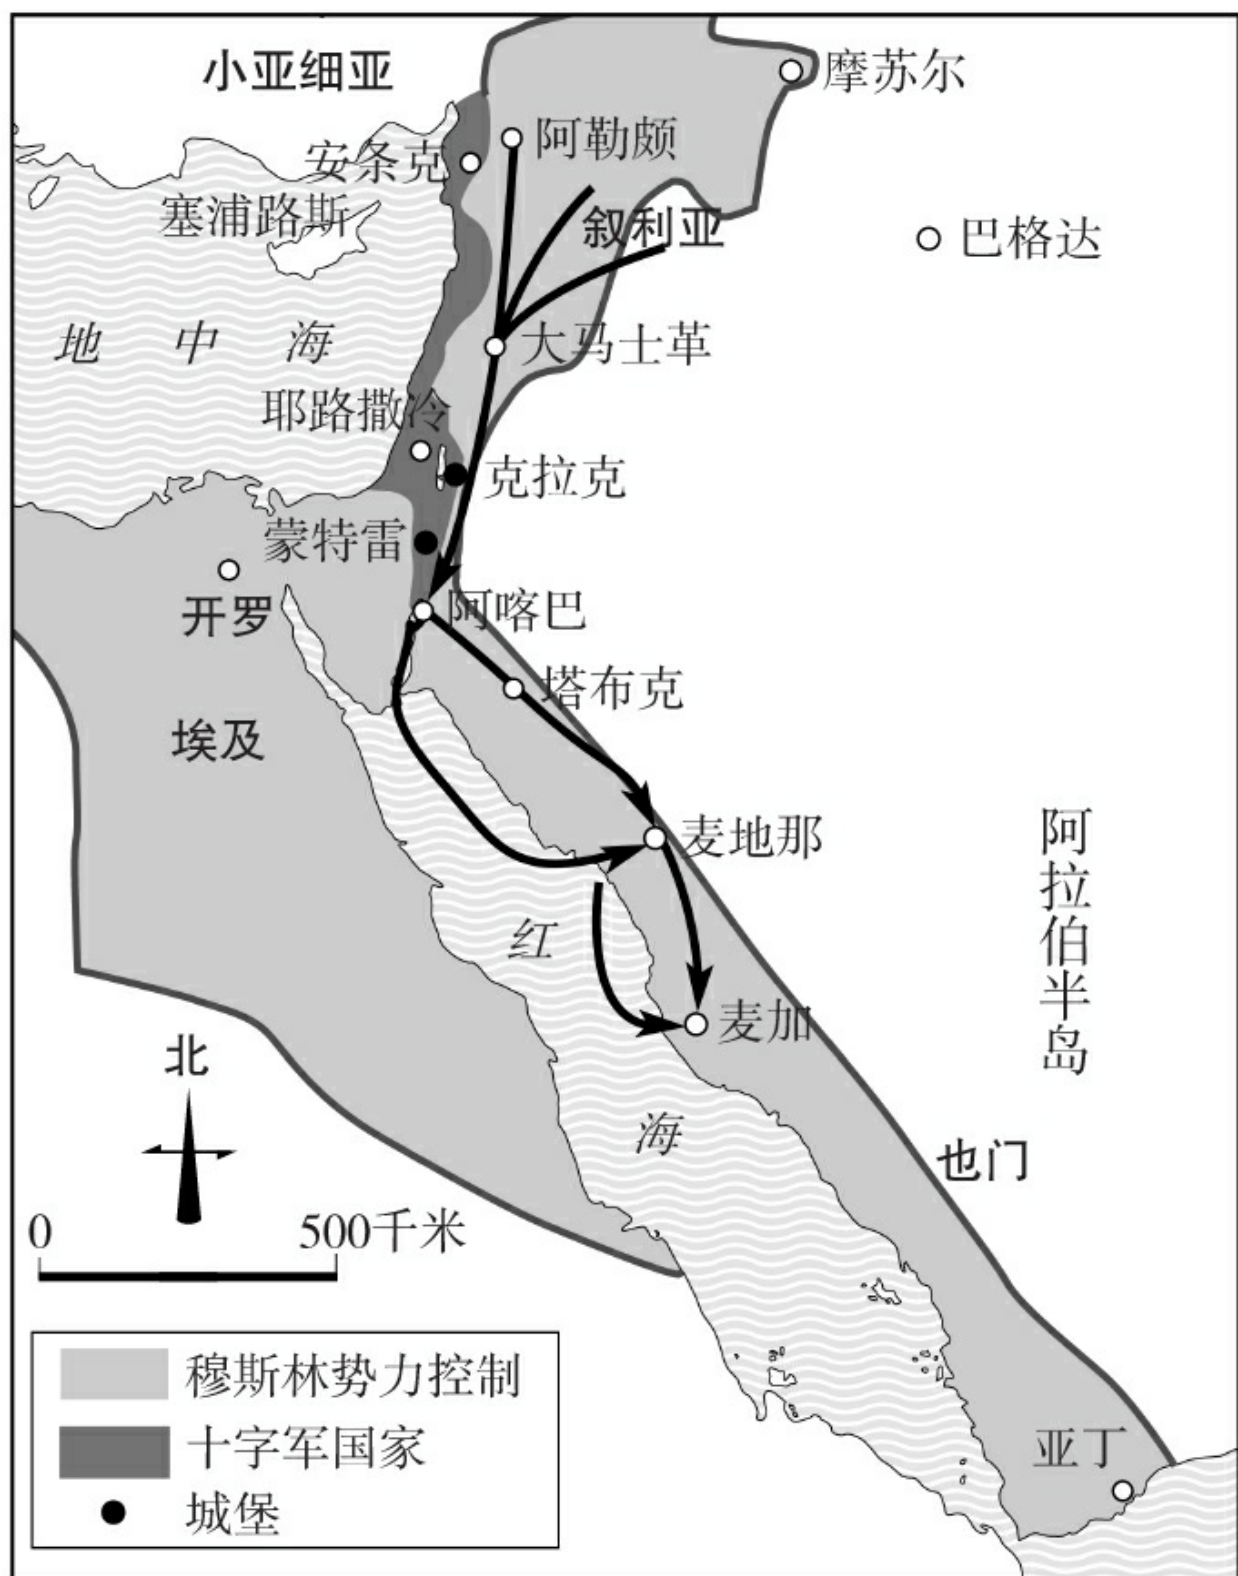 小亚细亚
摩苏尔
阿勒颇
安条克
塞浦路斯
叙利亚
巴格达
地中海
大马士革
耶路撒冷
克拉克
蒙特雷
开罗
阿喀巴
塔布克
埃及
麦地那
阿拉伯半岛
红海
麦加
北
也门
0 500千米
亚丁
穆斯林势力控制
十字军国家
城堡